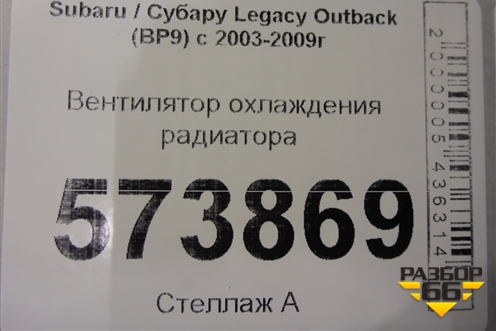 Subaru / Субару Legacy Outback
(BP9) с 2003-2009г
Вентилятор охлаждения
радиатора
573869
Стеллаж А
2000005436314
РАЗБОР
66